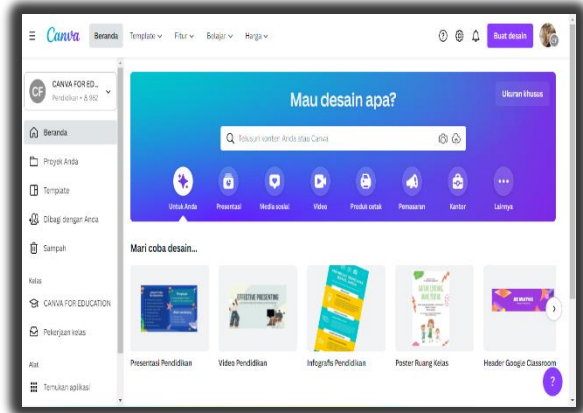 Canva
Beranda
Template
Fitur
Belajar
Harga
Buat desain
CF
CANVA FOR ED...
Pendidikan • 8 982
Beranda
Proyek Anda
Template
Dibagi dengan Anda
Sampah
Kelas
CANVA FOR EDUCATION
Pekerjaan kelas
Alat
Temukan aplikasi
Mau desain apa?
Ukuran khusus
Telusuri konten Anda atau Canva
Untuk Anda
Presentasi
Media sosial
Video
Produk cetak
Pemasaran
Kantor
Lainnya
Mari coba desain...
EFFECTIVE PRESENTING
Presentasi Pendidikan
Video Pendidikan
Infografis Pendidikan
Poster Ruang Kelas
Header Google Classroom
?